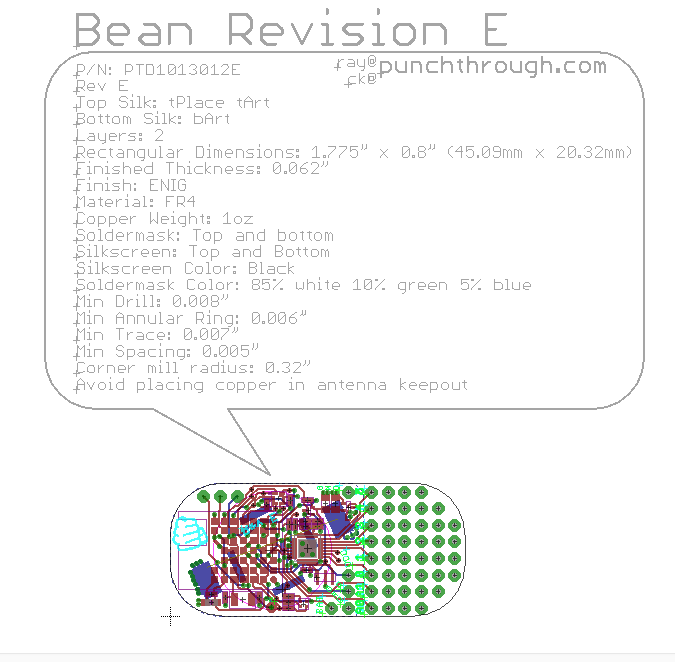 Bean Revision E
ray@
ck@
punchthrough.com
P/N: PTD1013012E
Rev E
Top Silk: tPlace tArt
Bottom Silk: bArt
Layers: 2
Rectangular Dimensions: 1.775" x 0.8" (45.09mm x 20.32mm)
Finished Thickness: 0.062"
Finish: ENIG
Material: FR4
Copper Weight: 1oz
Soldermask: Top and bottom
Silkscreen: Top and Bottom
Silkscreen Color: Black
Soldermask Color: 85% white 10% green 5% blue
Min Drill: 0.008"
Min Annular Ring: 0.006"
Min Trace: 0.007"
Min Spacing: 0.005"
Corner mill radius: 0.32"
Avoid placing copper in antenna keepout